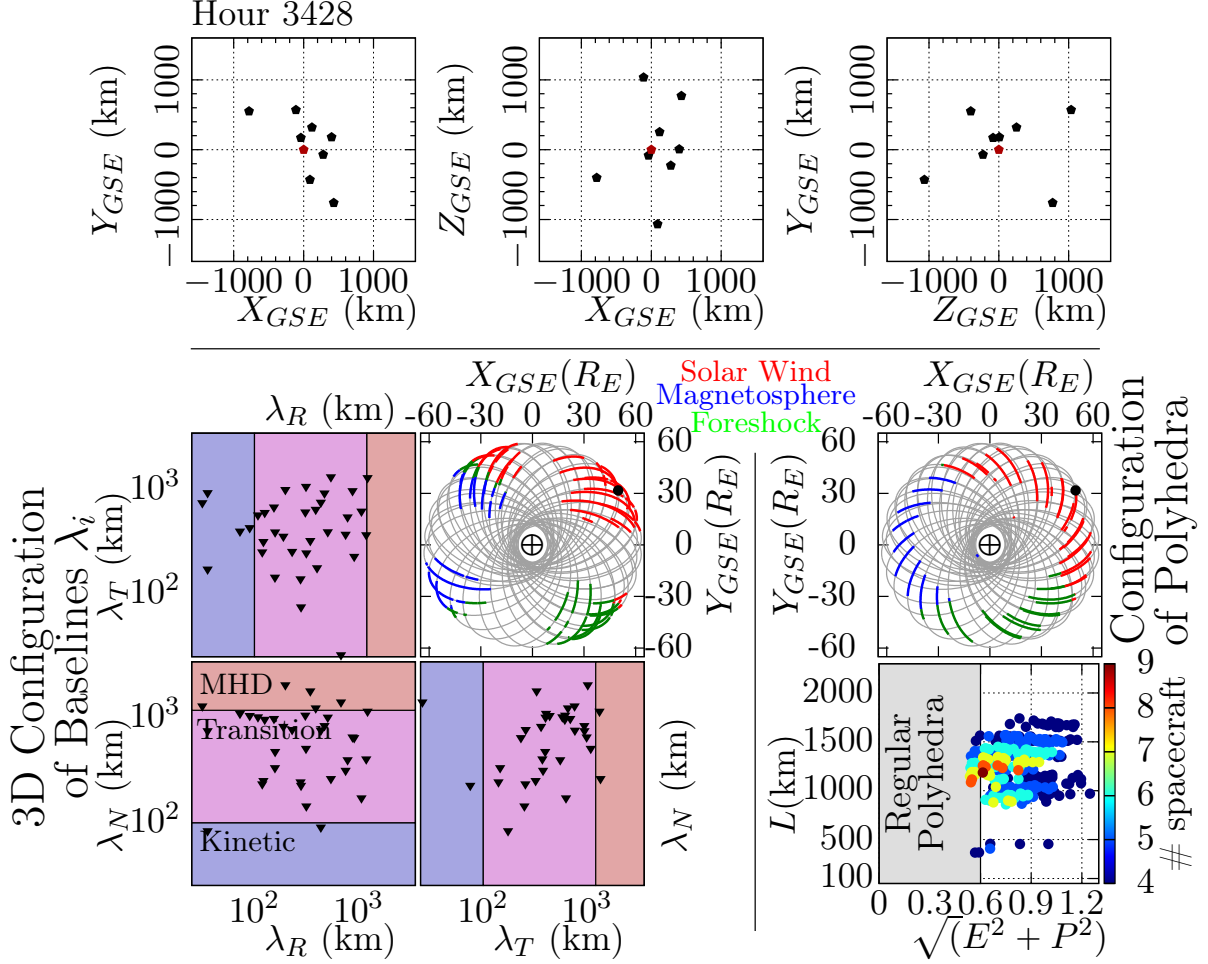 Hour 3428
Y_GSE (km)
1000
0
−1000
−1000 0 1000
X_GSE (km)
Z_GSE (km)
1000
0
−1000
−1000 0 1000
X_GSE (km)
Y_GSE (km)
1000
0
−1000
−1000 0 1000
Z_GSE (km)
3D Configuration
of Baselines λ_i
λ_R (km)
λ_T (km)
10^3
10^2
X_GSE(R_E)
-60 -30 0 30 60
60
30
0
-30
-60
Y_GSE(R_E)
Solar Wind
Magnetosphere
Foreshock
X_GSE(R_E)
-60 -30 0 30 60
Y_GSE(R_E)
60
30
0
-30
-60
Configuration
of Polyhedra
MHD
Transition
Kinetic
λ_N (km)
10^3
10^2
10^2 10^3
λ_R (km)
10^2 10^3
λ_T (km)
λ_N (km)
L(km)
2000
1500
1000
500
100
Regular
Polyhedra
0 0.3 0.6 0.9 1.2
√(E^2 + P^2)
9
8
7
6
5
4
# spacecraft